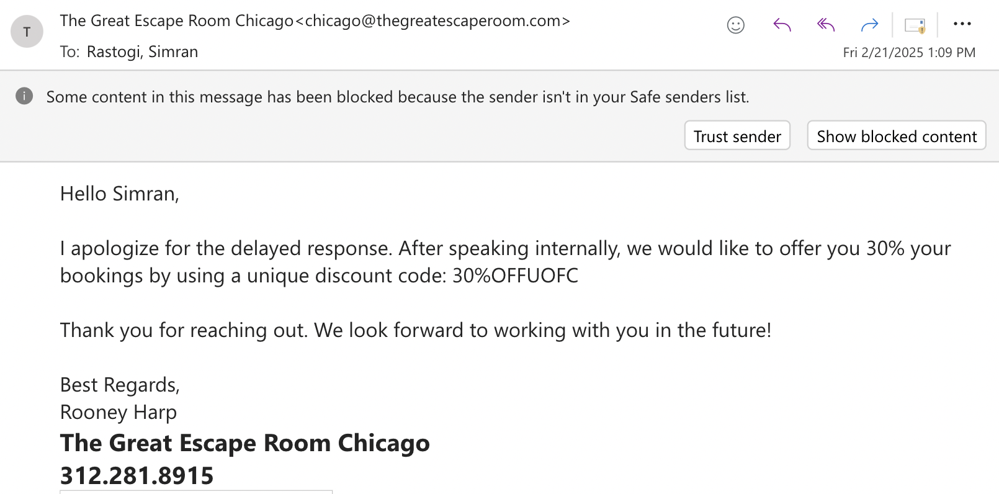 T
The Great Escape Room Chicago<chicago@thegreatescaperoom.com>
To: Rastogi, Simran
Fri 2/21/2025 1:09 PM
Some content in this message has been blocked because the sender isn't in your Safe senders list.
Trust sender
Show blocked content
Hello Simran,
I apologize for the delayed response. After speaking internally, we would like to offer you 30% your
bookings by using a unique discount code: 30%OFFUOFC
Thank you for reaching out. We look forward to working with you in the future!
Best Regards,
Rooney Harp
The Great Escape Room Chicago
312.281.8915